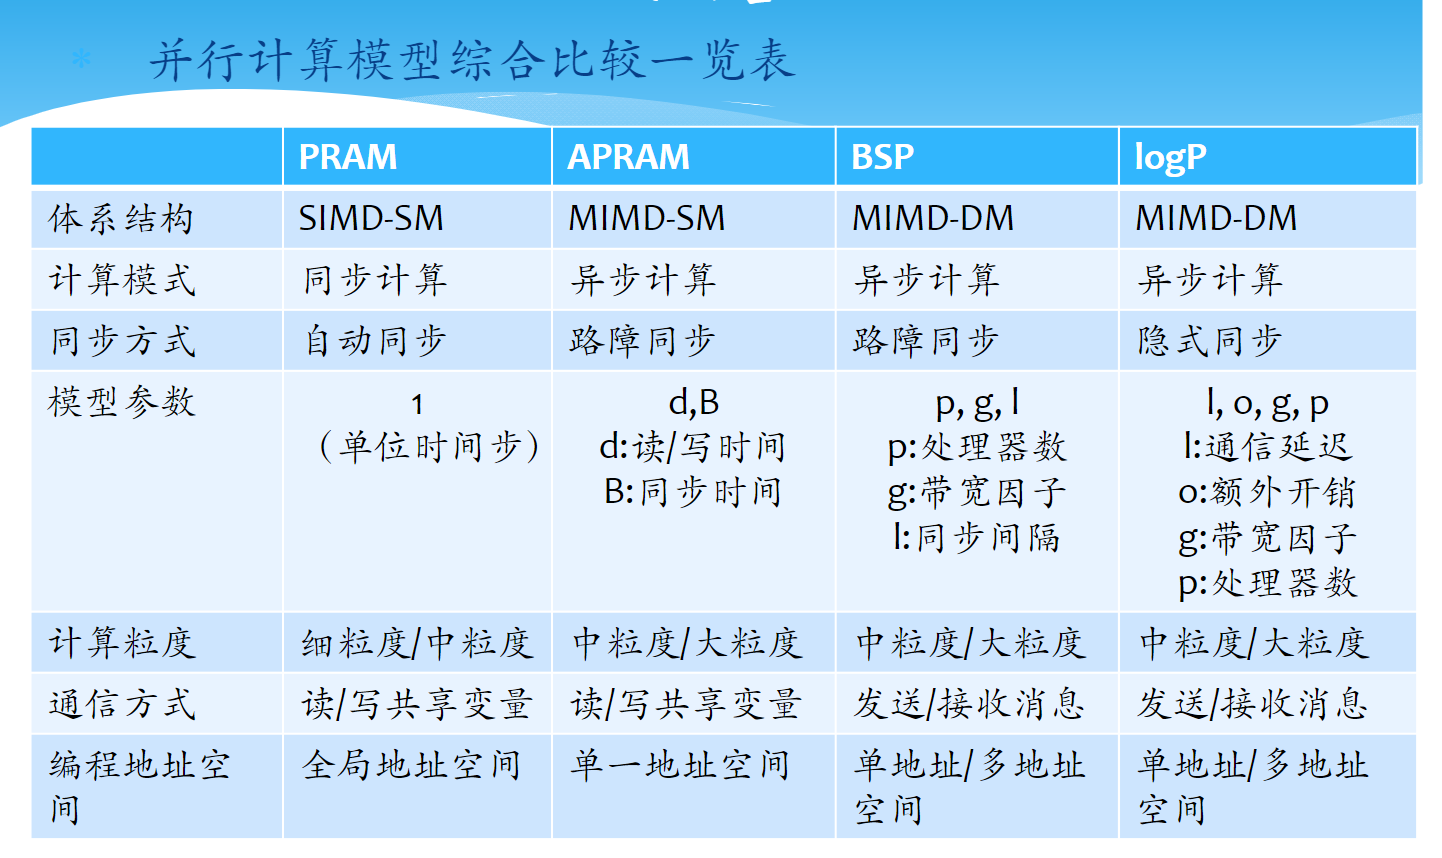 * 并行计算模型综合比较一览表
PRAM APRAM BSP logP
体系结构 SIMD-SM MIMD-SM MIMD-DM MIMD-DM
计算模式 同步计算 异步计算 异步计算 异步计算
同步方式 自动同步 路障同步 路障同步 隐式同步
模型参数 1 d,B p, g, l l, o, g, p
（单位时间步） d:读/写时间 p:处理器数 l:通信延迟
B:同步时间 g:带宽因子 o:额外开销
l:同步间隔 g:带宽因子
p:处理器数
计算粒度 细粒度/中粒度 中粒度/大粒度 中粒度/大粒度 中粒度/大粒度
通信方式 读/写共享变量 读/写共享变量 发送/接收消息 发送/接收消息
编程地址空 全局地址空间 单一地址空间 单地址/多地址 单地址/多地址
间 空间 空间